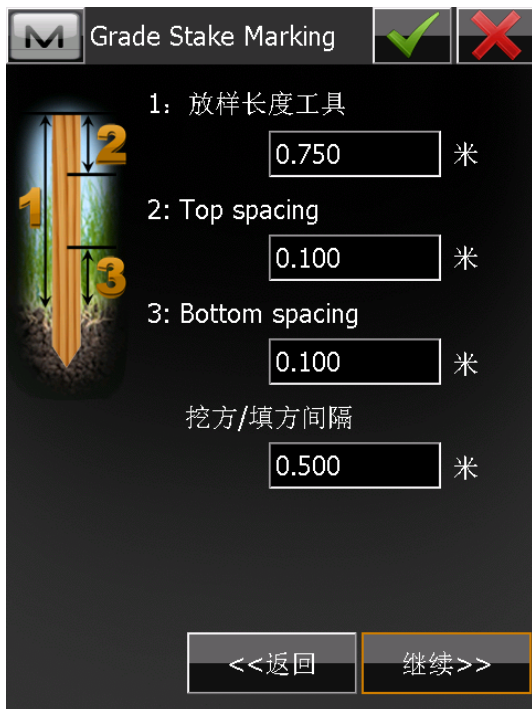 M Grade Stake Marking
1：放样长度工具
0.750 米
2: Top spacing
0.100 米
3: Bottom spacing
0.100 米
挖方/填方间隔
0.500 米
1
2
3
<<返回 继续>>